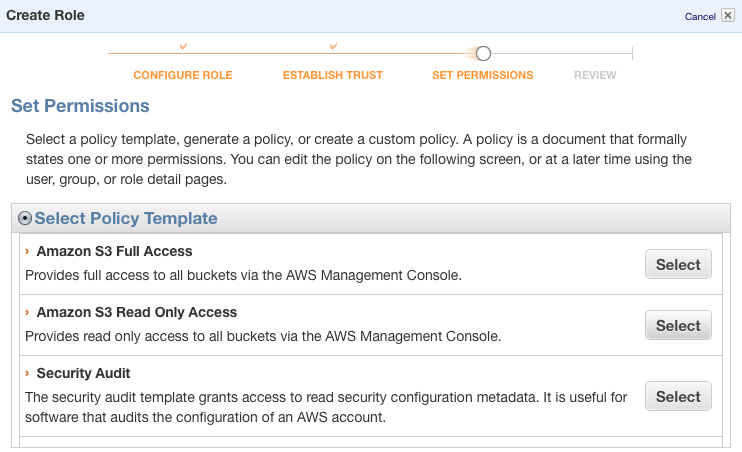 Create Role
Cancel
CONFIGURE ROLE
ESTABLISH TRUST
SET PERMISSIONS
REVIEW
Set Permissions
Select a policy template, generate a policy, or create a custom policy. A policy is a document that formally
states one or more permissions. You can edit the policy on the following screen, or at a later time using the
user, group, or role detail pages.
Select Policy Template
Amazon S3 Full Access
Provides full access to all buckets via the AWS Management Console.
Select
Amazon S3 Read Only Access
Provides read only access to all buckets via the AWS Management Console.
Select
Security Audit
The security audit template grants access to read security configuration metadata. It is useful for
software that audits the configuration of an AWS account.
Select